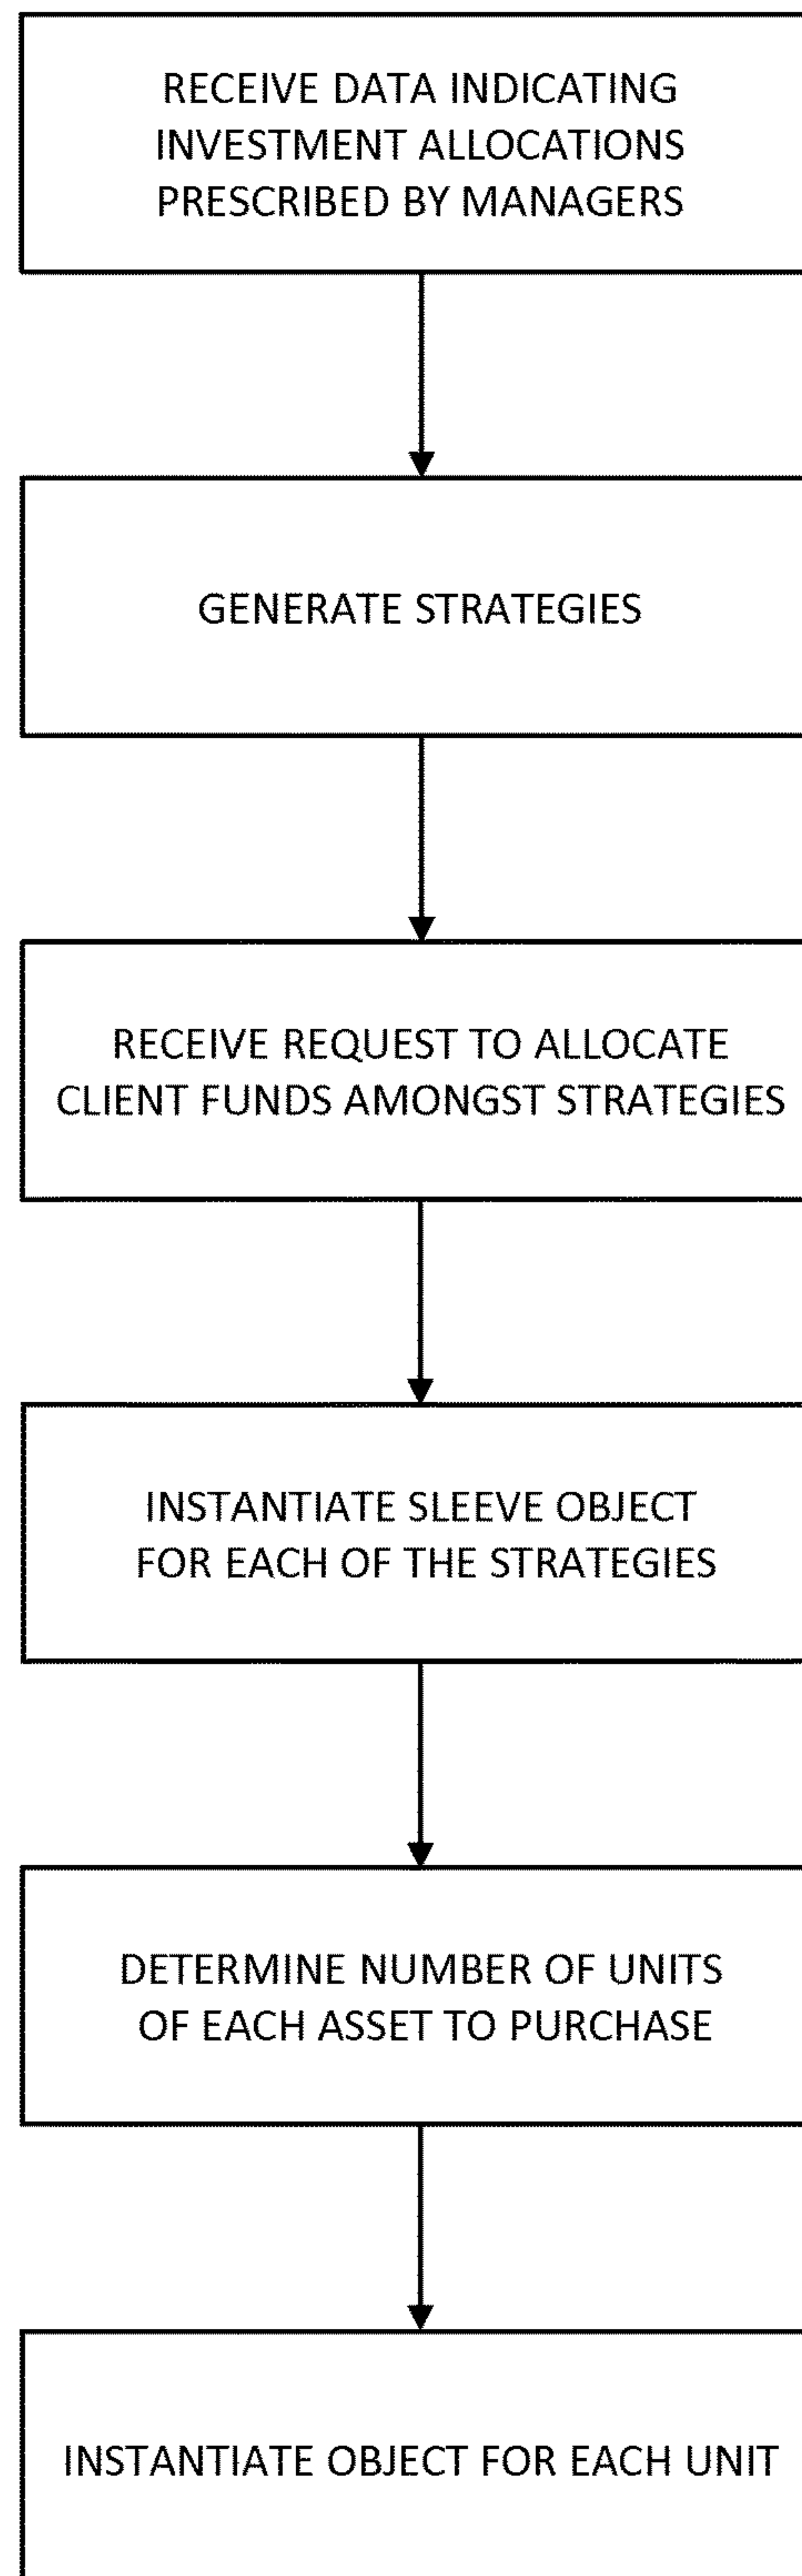 RECEIVE DATA INDICATING
INVESTMENT ALLOCATIONS
PRESCRIBED BY MANAGERS
GENERATE STRATEGIES
RECEIVE REQUEST TO ALLOCATE
CLIENT FUNDS AMONGST STRATEGIES
INSTANTIATE SLEEVE OBJECT
FOR EACH OF THE STRATEGIES
DETERMINE NUMBER OF UNITS
OF EACH ASSET TO PURCHASE
INSTANTIATE OBJECT FOR EACH UNIT